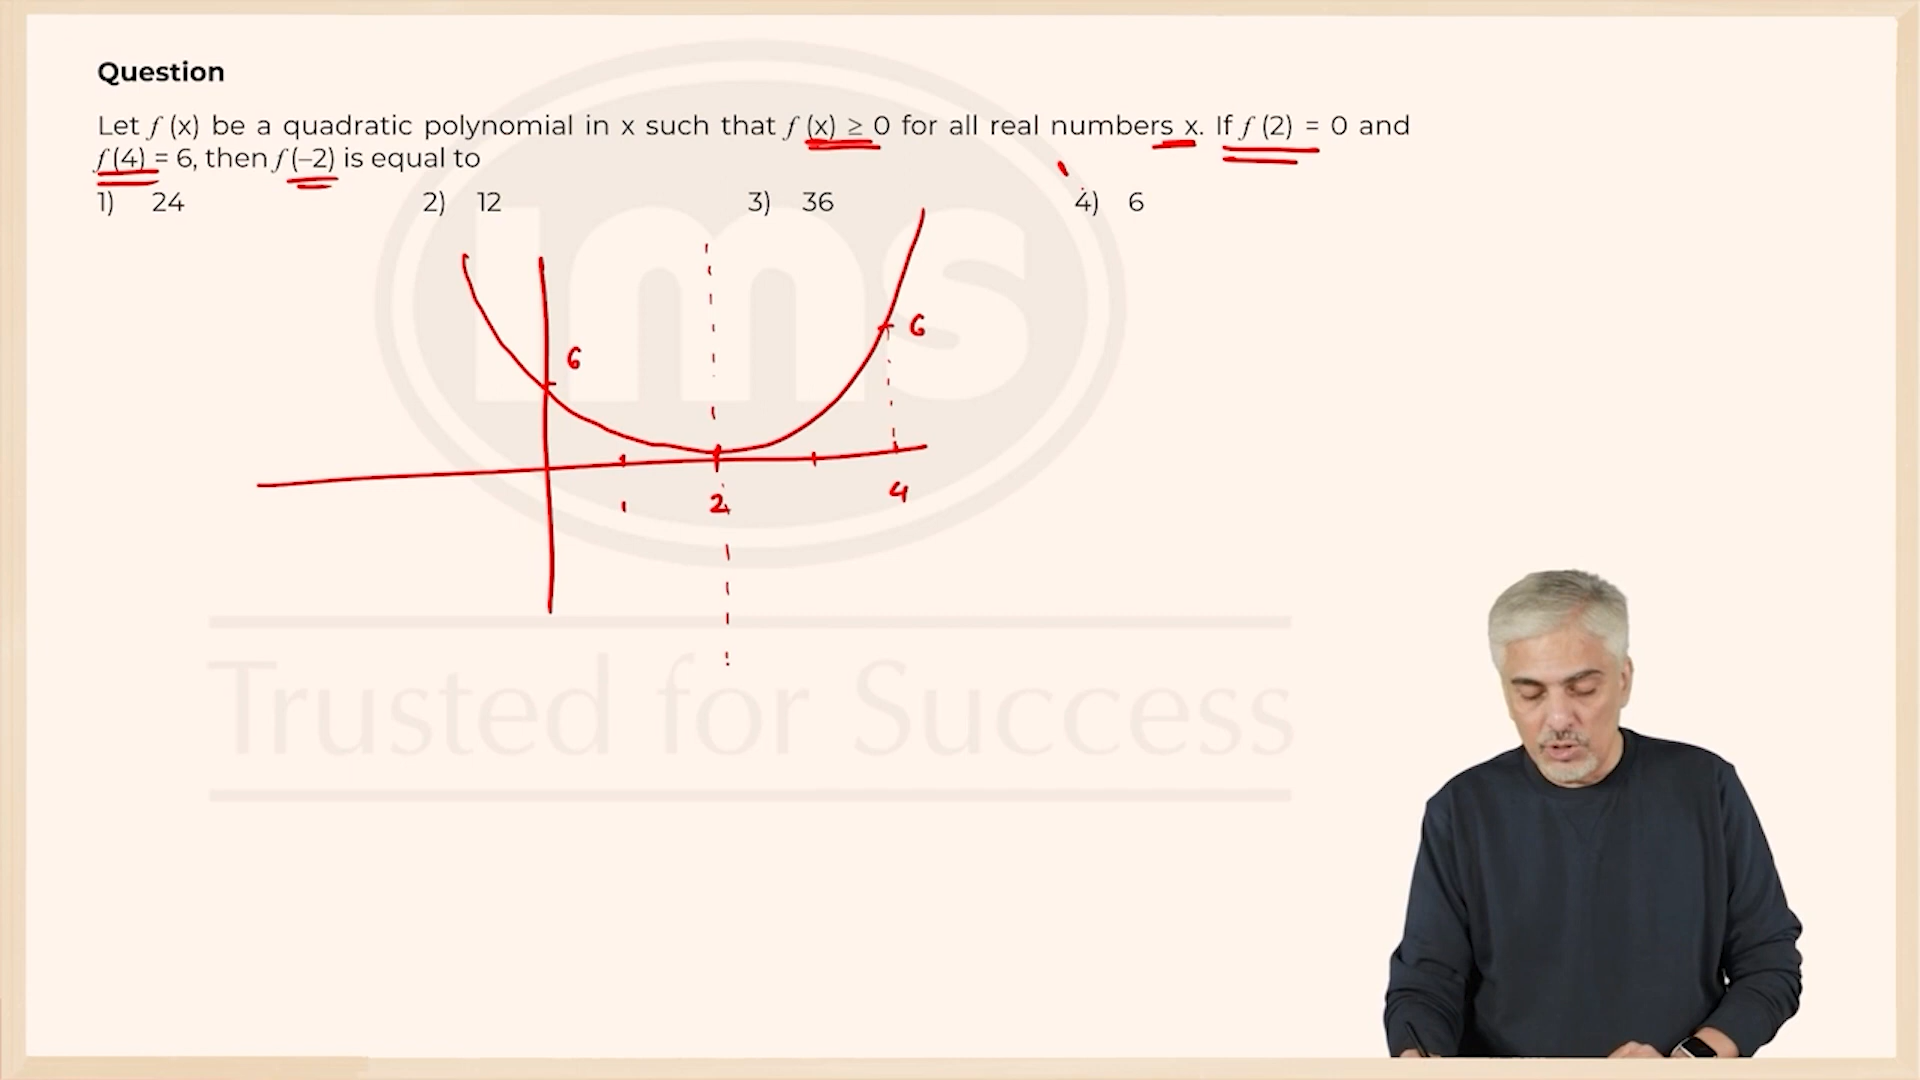 Question
Let f (x) be a quadratic polynomial in x such that f (x) ≥ 0 for all real numbers x. If f (2) = 0 and
f (4) = 6, then f (–2) is equal to
1) 24 2) 12 3) 36 4) 6
ims
6
6
1 2 4
Trusted for Success